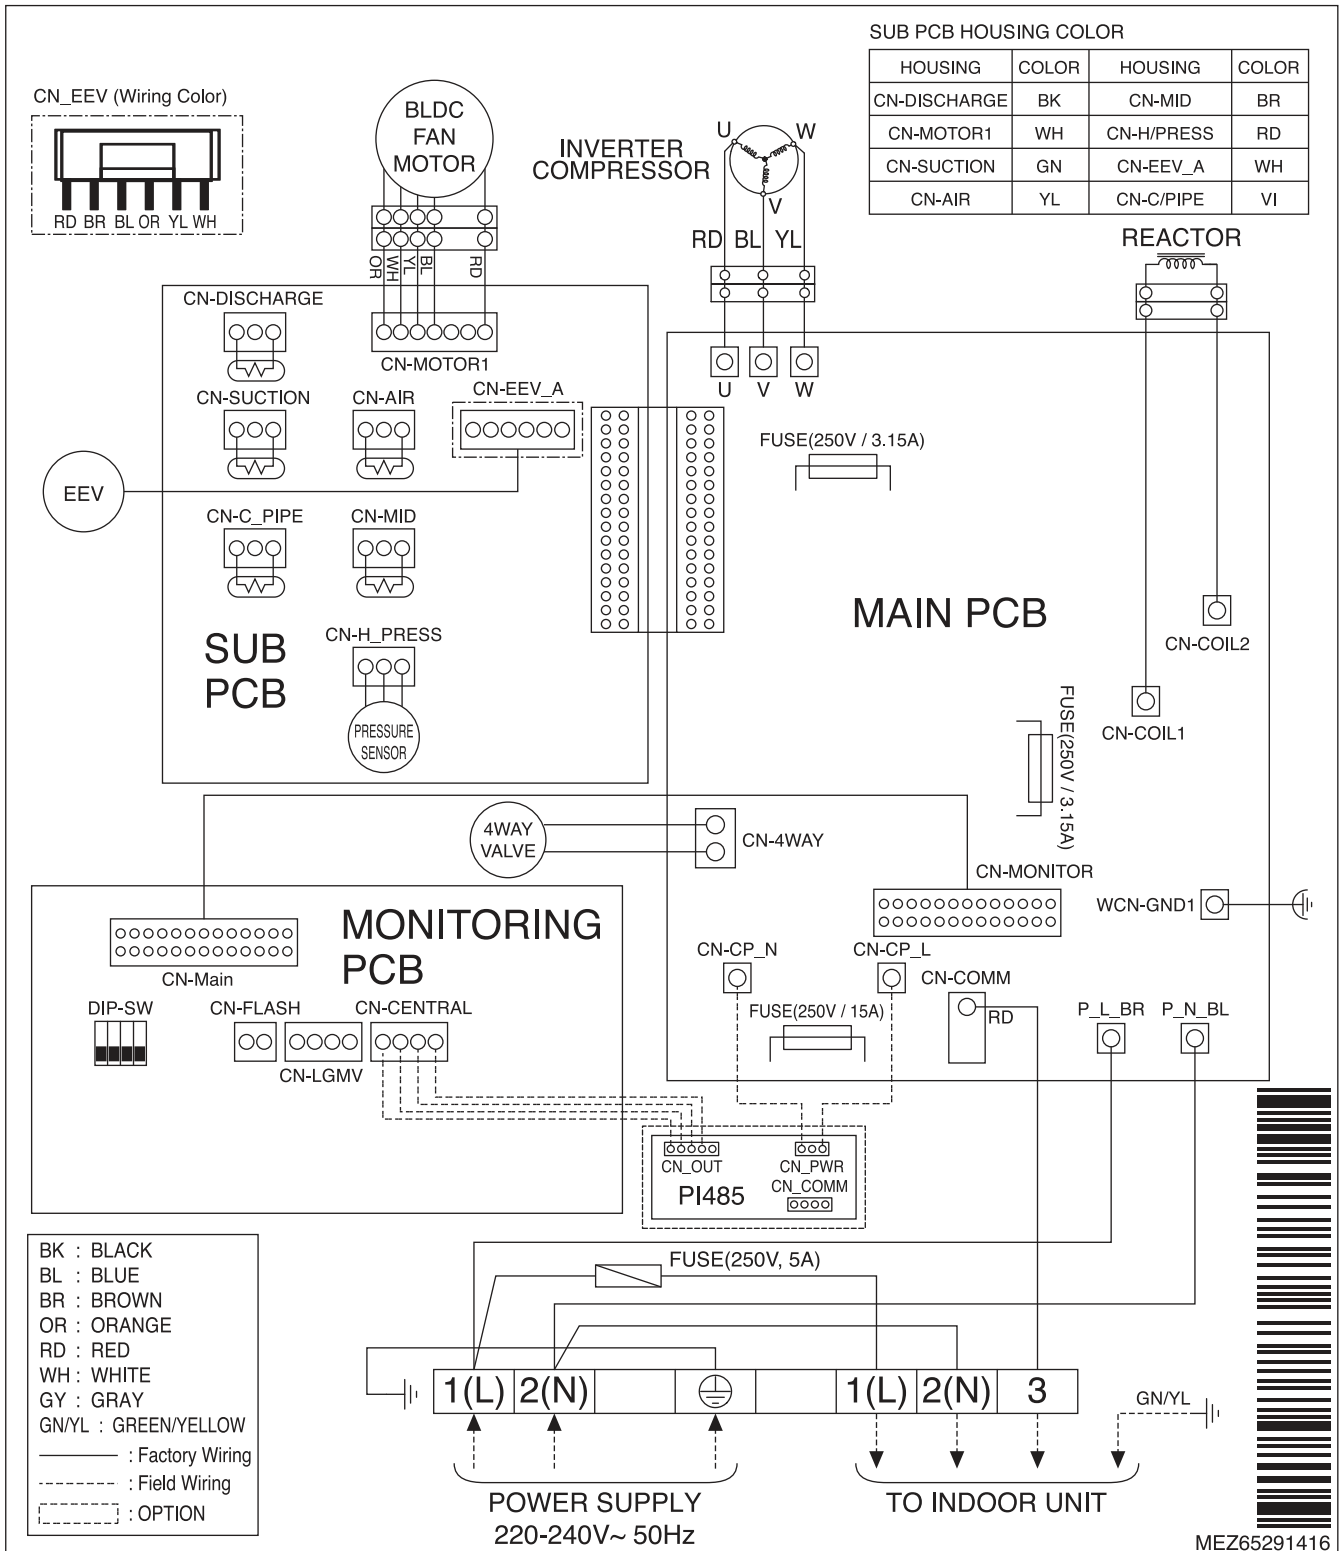 SUB PCB HOUSING COLOR
HOUSING COLOR HOUSING COLOR
CN-DISCHARGE BK CN-MID BR
CN-MOTOR1 WH CN-H/PRESS RD
CN-SUCTION GN CN-EEV_A WH
CN-AIR YL CN-C/PIPE VI
CN_EEV (Wiring Color)
RD BR BL OR YL WH
BLDC
FAN
MOTOR
OR WH YL BL RD
INVERTER
COMPRESSOR
U W
V
RD BL YL
REACTOR
CN-DISCHARGE
CN-MOTOR1
U V W
CN-SUCTION
CN-AIR
CN-EEV_A
FUSE(250V / 3.15A)
EEV
CN-C_PIPE
CN-MID
MAIN PCB
CN-COIL2
SUB
PCB
CN-H_PRESS
PRESSURE
SENSOR
CN-COIL1
FUSE(250V / 3.15A)
4WAY
VALVE
CN-4WAY
CN-MONITOR
WCN-GND1
MONITORING
PCB
CN-Main
CN-CP_N
CN-CP_L
CN-COMM
RD
DIP-SW
CN-FLASH
CN-LGMV
CN-CENTRAL
FUSE(250V / 15A)
P_L_BR P_N_BL
CN_OUT
CN_PWR
CN_COMM
PI485
BK : BLACK
BL : BLUE
BR : BROWN
OR : ORANGE
RD : RED
WH : WHITE
GY : GRAY
GN/YL : GREEN/YELLOW
: Factory Wiring
: Field Wiring
: OPTION
FUSE(250V, 5A)
1(L) 2(N) 1(L) 2(N) 3
GN/YL
POWER SUPPLY
220-240V~ 50Hz
TO INDOOR UNIT
MEZ65291416